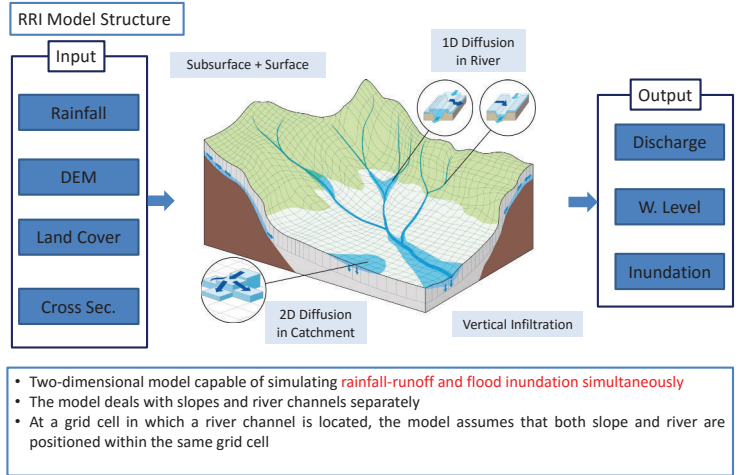 RRI Model Structure
Input
Rainfall
DEM
Land Cover
Cross Sec.
Subsurface + Surface
1D Diffusion
in River
2D Diffusion
in Catchment
Vertical Infiltration
Output
Discharge
W. Level
Inundation
• Two-dimensional model capable of simulating rainfall-runoff and flood inundation simultaneously
• The model deals with slopes and river channels separately
• At a grid cell in which a river channel is located, the model assumes that both slope and river are
positioned within the same grid cell